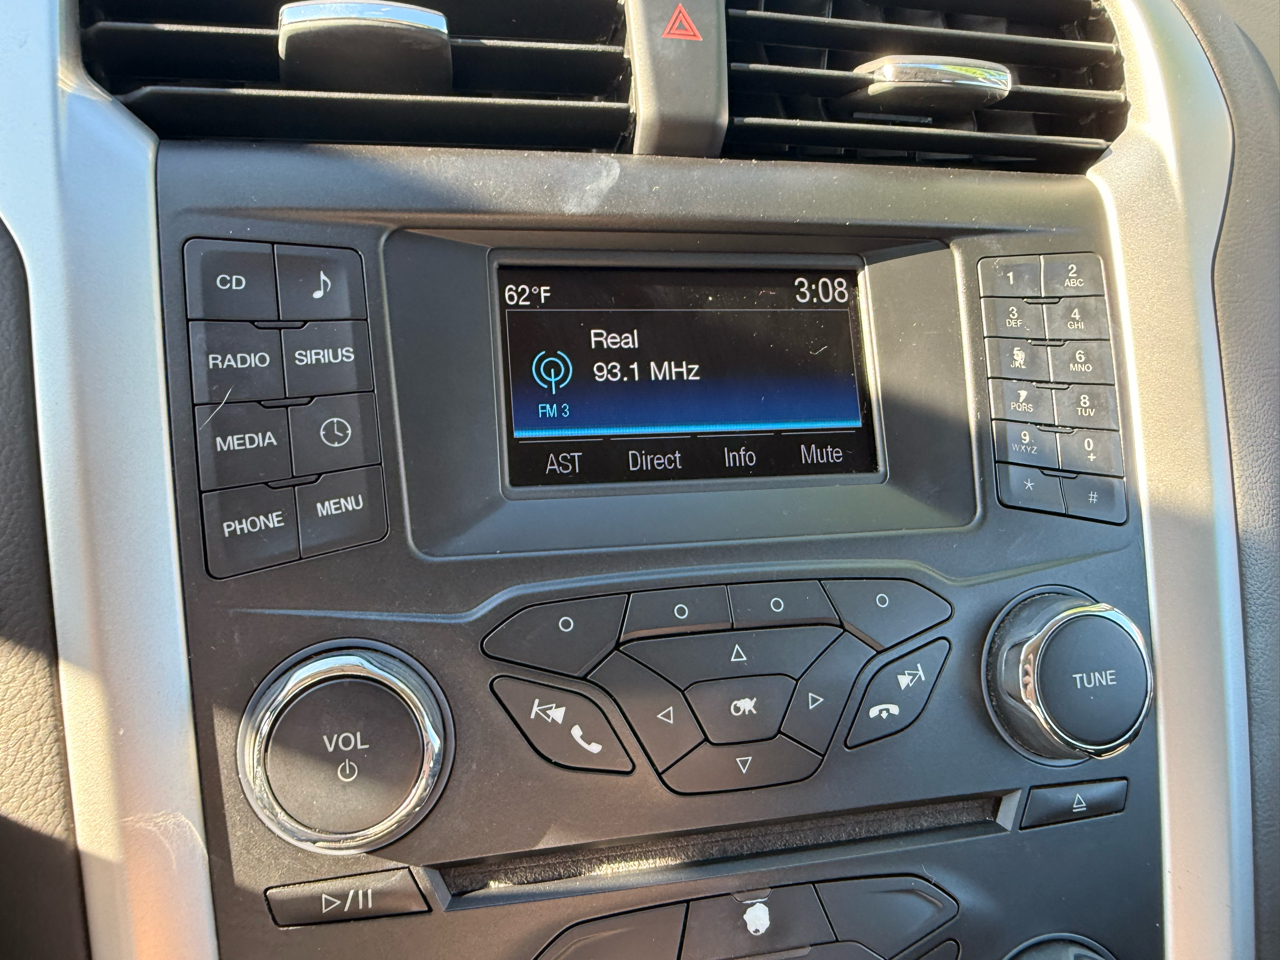 CD
RADIO
SIRIUS
MEDIA
PHONE
MENU
62°F
3:08
Real
93.1 MHz
FM 3
AST
Direct
Info
Mute
1
2
ABC
3
DEF
4
GHI
5
JKL
6
MNO
7
PQRS
8
TUV
9
WXYZ
0
+
*
#
OK
VOL
TUNE